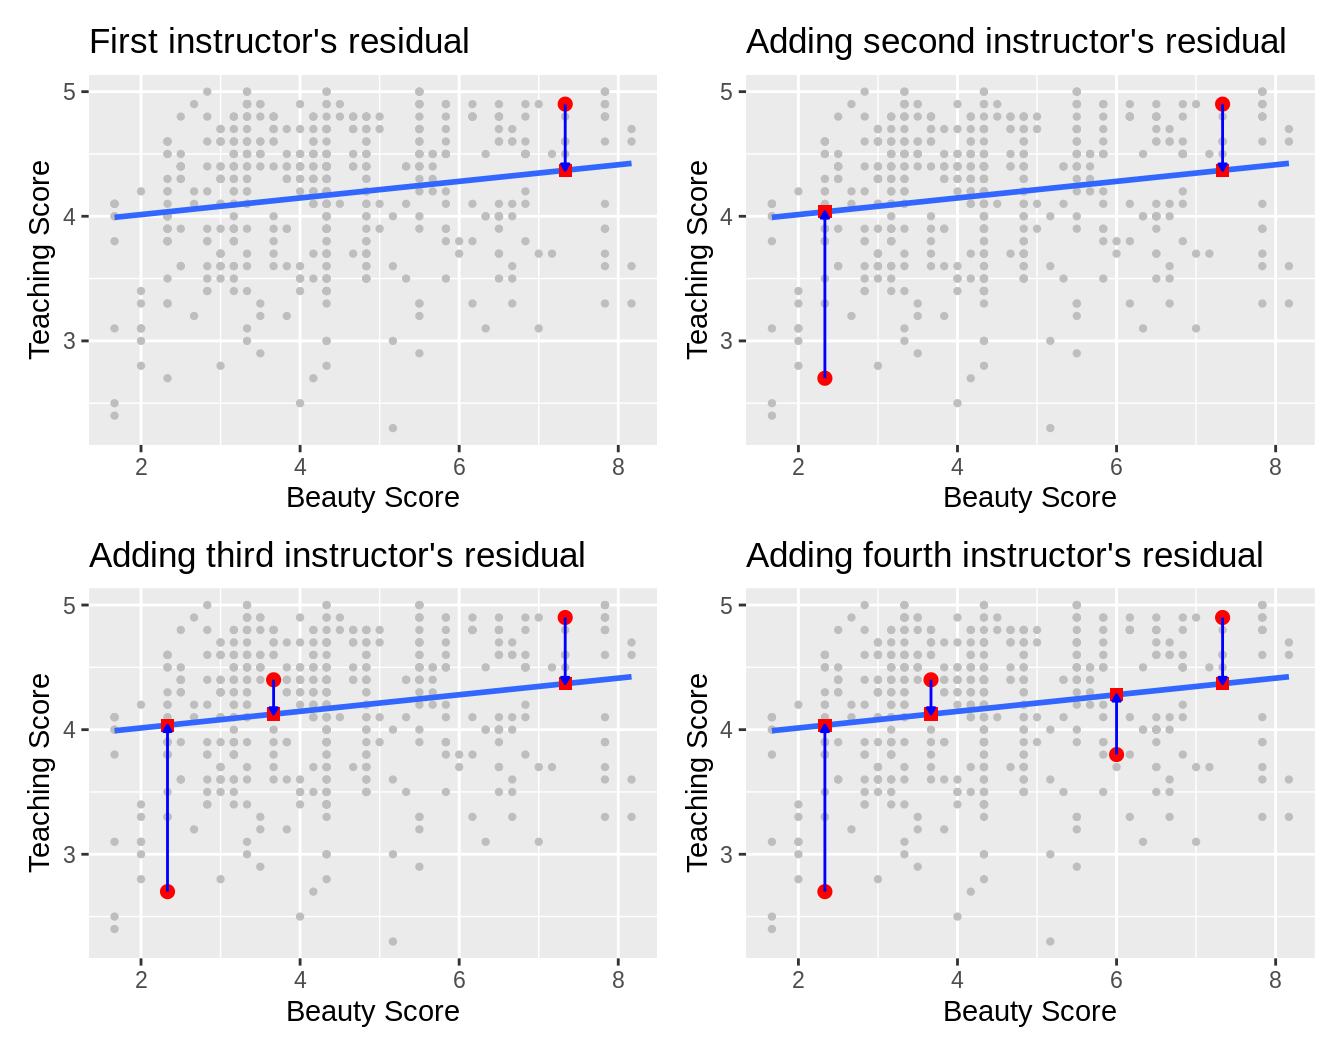 First instructor's residual
5
4
3
Teaching Score
2 4 6 8
Beauty Score
Adding second instructor's residual
5
4
3
Teaching Score
2 4 6 8
Beauty Score
Adding third instructor's residual
5
4
3
Teaching Score
2 4 6 8
Beauty Score
Adding fourth instructor's residual
5
4
3
Teaching Score
2 4 6 8
Beauty Score